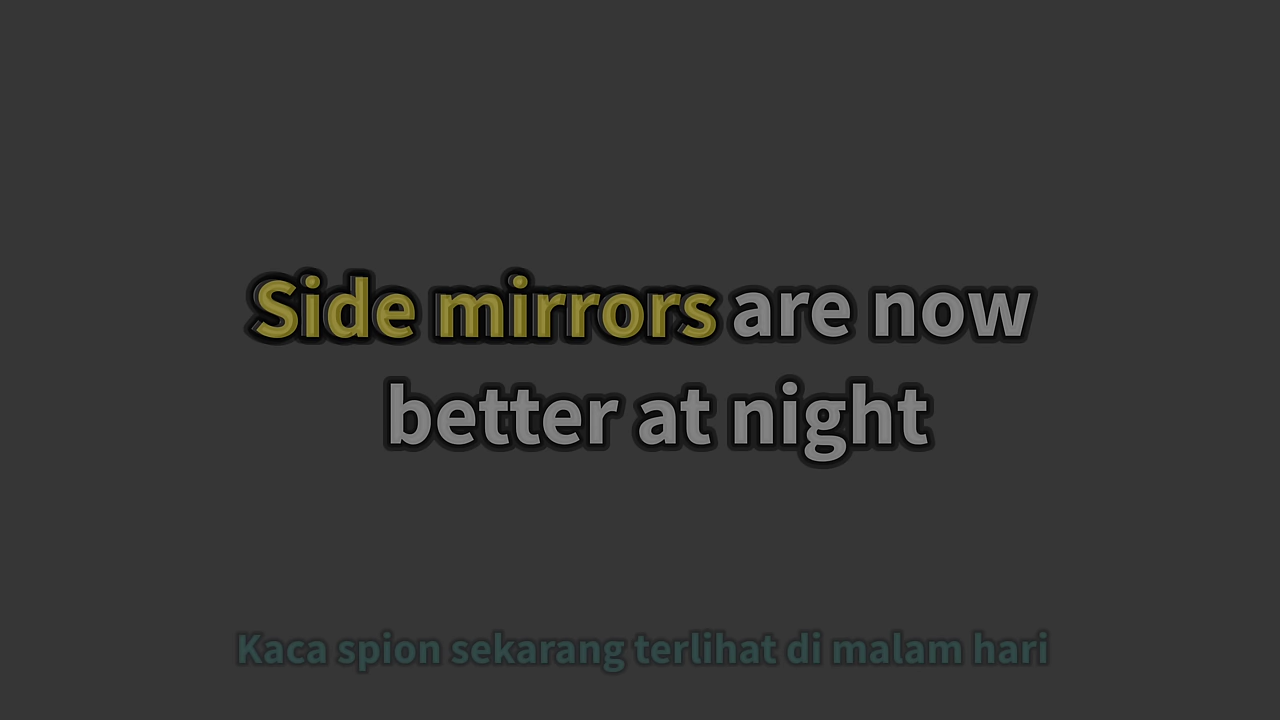 Side mirrors are now
better at night
Kaca spion sekarang terlihat di malam hari